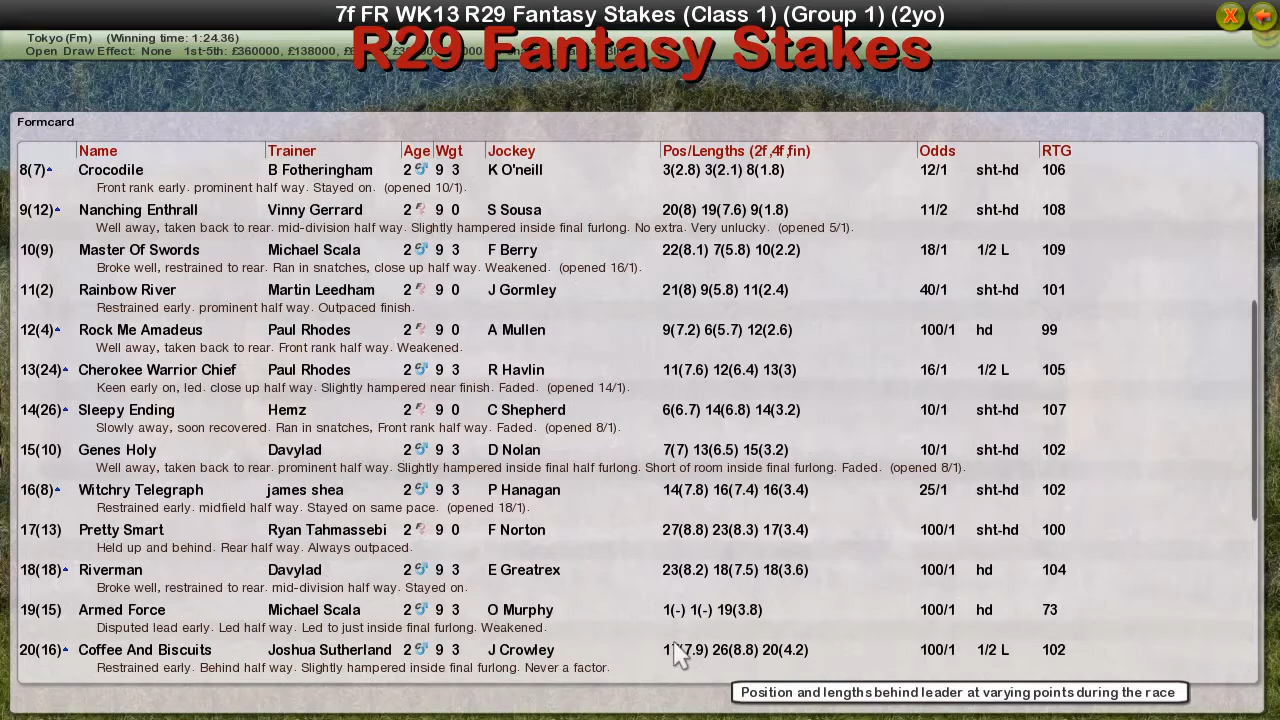 7f FR WK13 R29 Fantasy Stakes (Class 1) (Group 1) (2yo)
Tokyo (Fm) (Winning time: 1:24.36)
Open Draw Effect: None 1st-5th: £360000, £138000,
R29 Fantasy Stakes
Formcard
Name Trainer Age Wgt Jockey Pos/Lengths (2f,4f,fin) Odds RTG
8(7) Crocodile B Fotheringham 2 9 3 K O'neill 3(2.8) 3(2.1) 8(1.8) 12/1 sht-hd 106
Front rank early. prominent half way. Stayed on. (opened 10/1).
9(12) Nanching Enthrall Vinny Gerrard 2 9 0 S Sousa 20(8) 19(7.6) 9(1.8) 11/2 sht-hd 108
Well away, taken back to rear. mid-division half way. Slightly hampered inside final furlong. No extra. Very unlucky. (opened 5/1).
10(9) Master Of Swords Michael Scala 2 9 3 F Berry 22(8.1) 7(5.8) 10(2.2) 18/1 1/2 L 109
Broke well, restrained to rear. Ran in snatches, close up half way. Weakened. (opened 16/1).
11(2) Rainbow River Martin Leedham 2 9 0 J Gormley 21(8) 9(5.8) 11(2.4) 40/1 sht-hd 101
Restrained early. prominent half way. Outpaced finish.
12(4) Rock Me Amadeus Paul Rhodes 2 9 0 A Mullen 9(7.2) 6(5.7) 12(2.6) 100/1 hd 99
Well away, taken back to rear. Front rank half way. Weakened.
13(24) Cherokee Warrior Chief Paul Rhodes 2 9 3 R Havlin 11(7.6) 12(6.4) 13(3) 16/1 1/2 L 105
Keen early on, led. close up half way. Slightly hampered near finish. Faded. (opened 14/1).
14(26) Sleepy Ending Hemz 2 9 0 C Shepherd 6(6.7) 14(6.8) 14(3.2) 10/1 sht-hd 107
Slowly away, soon recovered. Ran in snatches, Front rank half way. Faded. (opened 8/1).
15(10) Genes Holy Davylad 2 9 3 D Nolan 7(7) 13(6.5) 15(3.2) 10/1 sht-hd 102
Well away, taken back to rear. prominent half way. Slightly hampered inside final half furlong. Short of room inside final furlong. Faded. (opened 8/1).
16(8) Witchry Telegraph james shea 2 9 3 P Hanagan 14(7.8) 16(7.4) 16(3.4) 25/1 sht-hd 102
Restrained early. midfield half way. Stayed on same pace. (opened 18/1).
17(13) Pretty Smart Ryan Tahmassebi 2 9 0 F Norton 27(8.8) 23(8.3) 17(3.4) 100/1 sht-hd 100
Held up and behind. Rear half way. Always outpaced.
18(18) Riverman Davylad 2 9 3 E Greatrex 23(8.2) 18(7.5) 18(3.6) 100/1 hd 104
Broke well, restrained to rear. mid-division half way. Stayed on.
19(15) Armed Force Michael Scala 2 9 3 O Murphy 1(-) 1(-) 19(3.8) 100/1 hd 73
Disputed lead early. Led half way. Led to just inside final furlong. Weakened.
20(16) Coffee And Biscuits Joshua Sutherland 2 9 3 J Crowley 26(8.8) 20(4.2) 100/1 1/2 L 102
Restrained early. Behind half way. Slightly hampered inside final furlong. Never a factor.
Position and lengths behind leader at varying points during the race